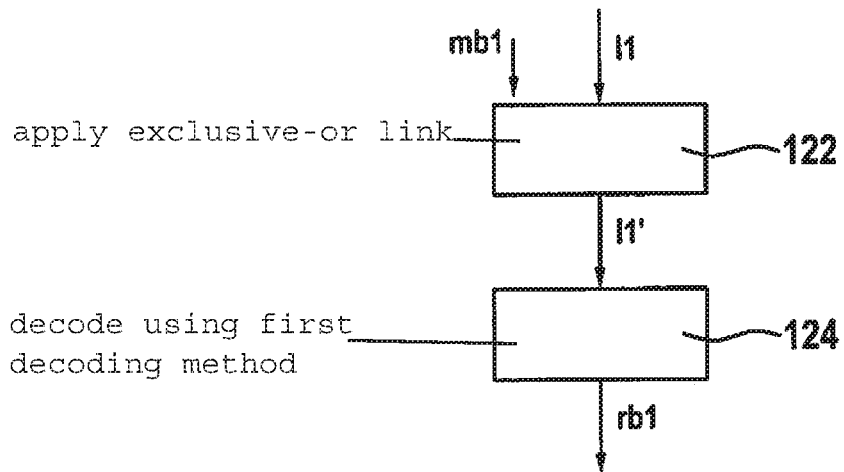 mb1
I1
apply exclusive-or link
122
I1'
decode using first
decoding method
124
rb1